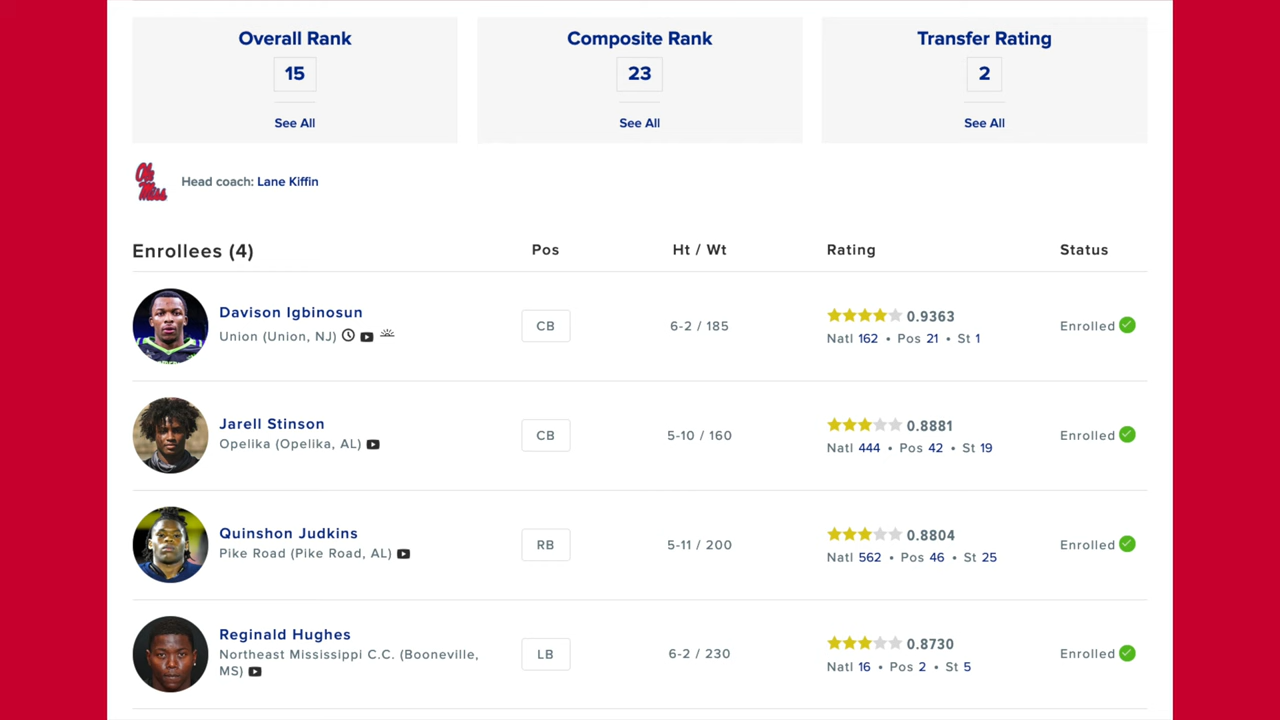 Overall Rank
Composite Rank
Transfer Rating
15
23
2
See All
See All
See All
Ole Miss
Head coach: Lane Kiffin
Enrollees (4)
Pos
Ht / Wt
Rating
Status
Davison Igbinosun
Union (Union, NJ)
CB
6-2 / 185
0.9363
Natl 162 • Pos 21 • St 1
Enrolled
Jarell Stinson
Opelika (Opelika, AL)
CB
5-10 / 160
0.8881
Natl 444 • Pos 42 • St 19
Enrolled
Quinshon Judkins
Pike Road (Pike Road, AL)
RB
5-11 / 200
0.8804
Natl 562 • Pos 46 • St 25
Enrolled
Reginald Hughes
Northeast Mississippi C.C. (Booneville,
MS)
LB
6-2 / 230
0.8730
Natl 16 • Pos 2 • St 5
Enrolled